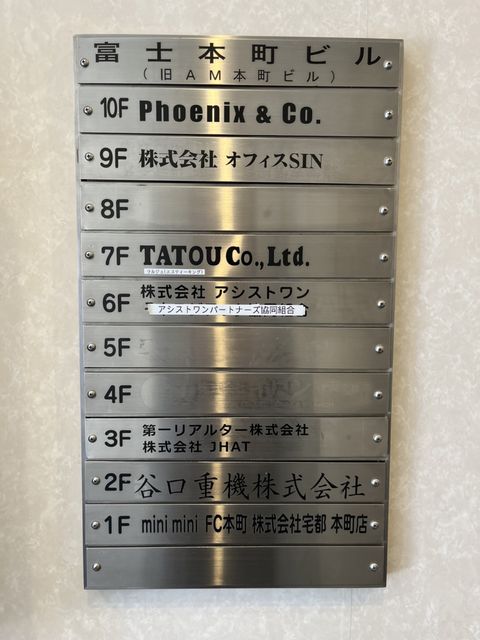 富士本町ビル
(旧AM本町ビル)
10F Phoenix & Co.
9F 株式会社 オフィスSIN
8F
7F TATOU Co., Ltd.
6F 株式会社 アシストワン
アシストワンパートナーズ協同組合
5F
4F
3F 第一リアルター株式会社
株式会社 JHAT
2F 谷口重機株式会社
1F mini mini FC本町 株式会社宅都 本町店